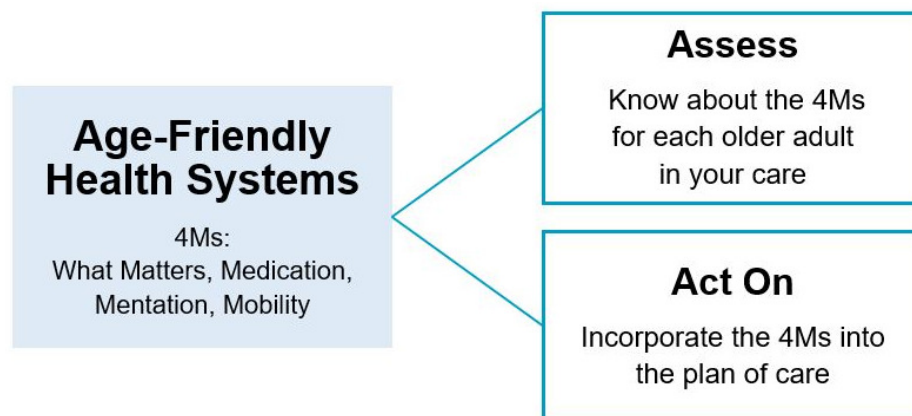 Age-Friendly
Health Systems
4Ms:
What Matters, Medication,
Mentation, Mobility
Assess
Know about the 4Ms
for each older adult
in your care
Act On
Incorporate the 4Ms into
the plan of care